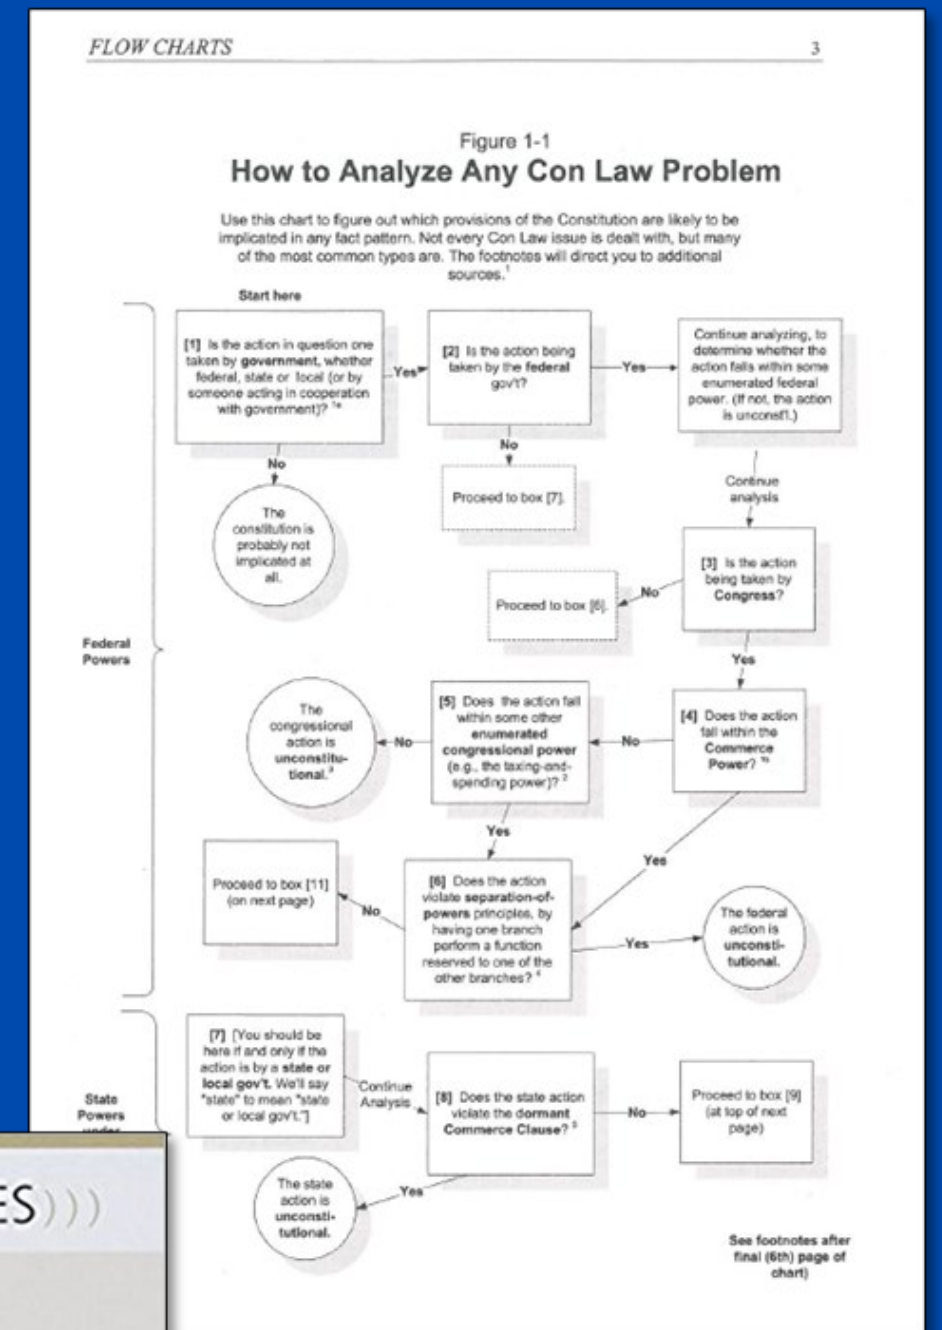 FLOW CHARTS
3
Figure 1-1
How to Analyze Any Con Law Problem
Use this chart to figure out which provisions of the Constitution are likely to be
implicated in any fact pattern. Not every Con Law issue is dealt with, but many
of the most common types are. The footnotes will direct you to additional
sources.1
Start here
[1] Is the action in question one
taken by government, whether
federal, state or local (or by
someone acting in cooperation
with government)? 1a
Yes
[2] Is the action being
taken by the federal
gov't?
Yes
Continue analyzing, to
determine whether the
action falls within some
enumerated federal
power. (If not, the action
is unconst'l.)
No
The
constitution is
probably not
implicated at
all.
No
Proceed to box [7].
Continue
analysis
[3] Is the action
being taken by
Congress?
No
Proceed to box [6].
Federal
Powers
Yes
[4] Does the action
fall within the
Commerce
Power? 1b
No
[5] Does the action fall
within some other
enumerated
congressional power
(e.g., the taxing-and-
spending power)? 2
No
The
congressional
action is
unconstitu-
tional.3
Yes
Yes
[6] Does the action
violate separation-of-
powers principles, by
having one branch
perform a function
reserved to one of the
other branches? 4
No
Proceed to box [11]
(on next page)
Yes
The federal
action is
unconsti-
tutional.
State
Powers
under
[7] [You should be
here if and only if the
action is by a state or
local gov't. We'll say
"state" to mean "state
or local gov't."]
Continue
Analysis
[8] Does the state action
violate the dormant
Commerce Clause? 5
No
Proceed to box [9]
(at top of next
page)
Yes
The state
action is
unconsti-
tutional.
See footnotes after
final (6th) page of
chart)
ES)))